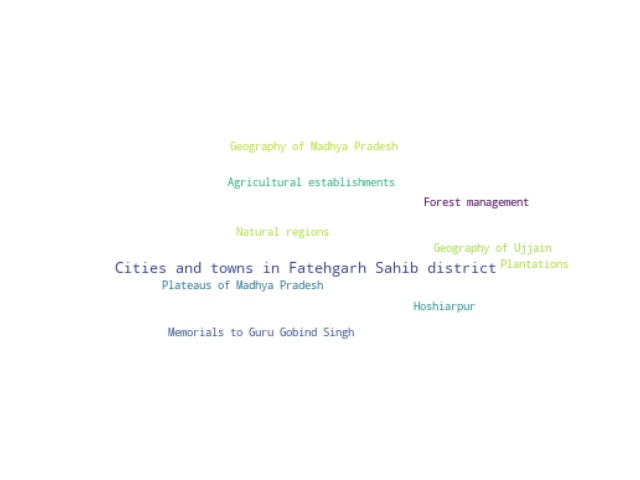 Geography of Madhya Pradesh
Agricultural establishments
Forest management
Natural regions
Geography of Ujjain
Plantations
Cities and towns in Fatehgarh Sahib district
Plateaus of Madhya Pradesh
Hoshiarpur
Memorials to Guru Gobind Singh